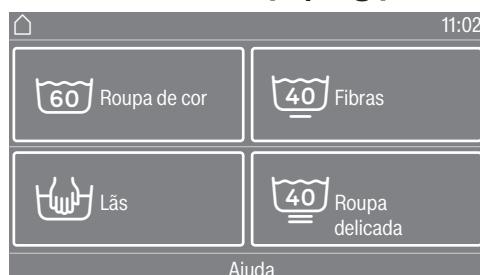 11:02
60 Roupa de cor
40 Fibras
Lãs
40 Roupa
delicada
Ajuda